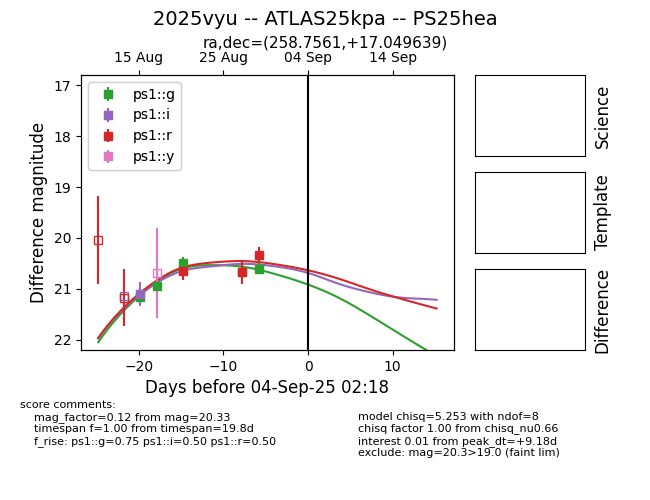 2025vyu -- ATLAS25kpa -- PS25hea
ra,dec=(258.7561,+17.049639)
15 Aug 25 Aug 04 Sep 14 Sep
17
18
19
20
21
22
Difference magnitude
ps1::g
ps1::i
ps1::r
ps1::y
−20 −10 0 10
Days before 04-Sep-25 02:18
Science
Template
Difference
score comments:
mag_factor=0.12 from mag=20.33
timespan f=1.00 from timespan=19.8d
f_rise: ps1::g=0.75 ps1::i=0.50 ps1::r=0.50
model chisq=5.253 with ndof=8
chisq factor 1.00 from chisq_nu0.66
interest 0.01 from peak_dt=+9.18d
exclude: mag=20.3>19.0 (faint lim)